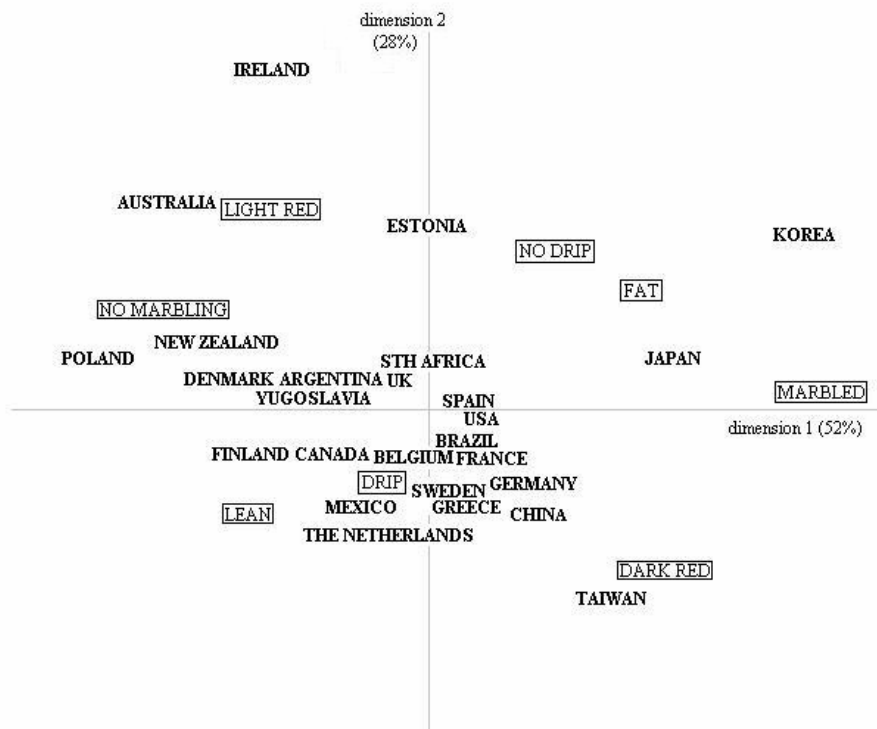 dimension 2
(28%)
IRELAND
AUSTRALIA
LIGHT RED
ESTONIA
KOREA
NO DRIP
FAT
NO MARBLING
NEW ZEALAND
POLAND
STH AFRICA
JAPAN
DENMARK ARGENTINA UK
MARBLED
YUGOSLAVIA
SPAIN
USA
dimension 1 (52%)
BRAZIL
FINLAND CANADA BELGIUM FRANCE
DRIP
SWEDEN
GERMANY
MEXICO
GREECE
LEAN
CHINA
THE NETHERLANDS
DARK RED
TAIWAN